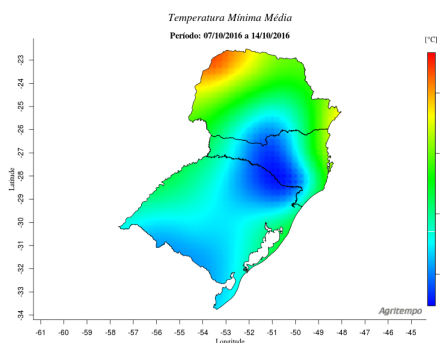 Temperatura Mínima Média
Período: 07/10/2016 a 14/10/2016
[°C]
-23
-24
-25
-26
-27
-28
-29
-30
-31
-32
-33
-34
Latitude
Agritempo
-61 -60 -59 -58 -57 -56 -55 -54 -53 -52 -51 -50 -49 -48 -47 -46 -45
Longitude